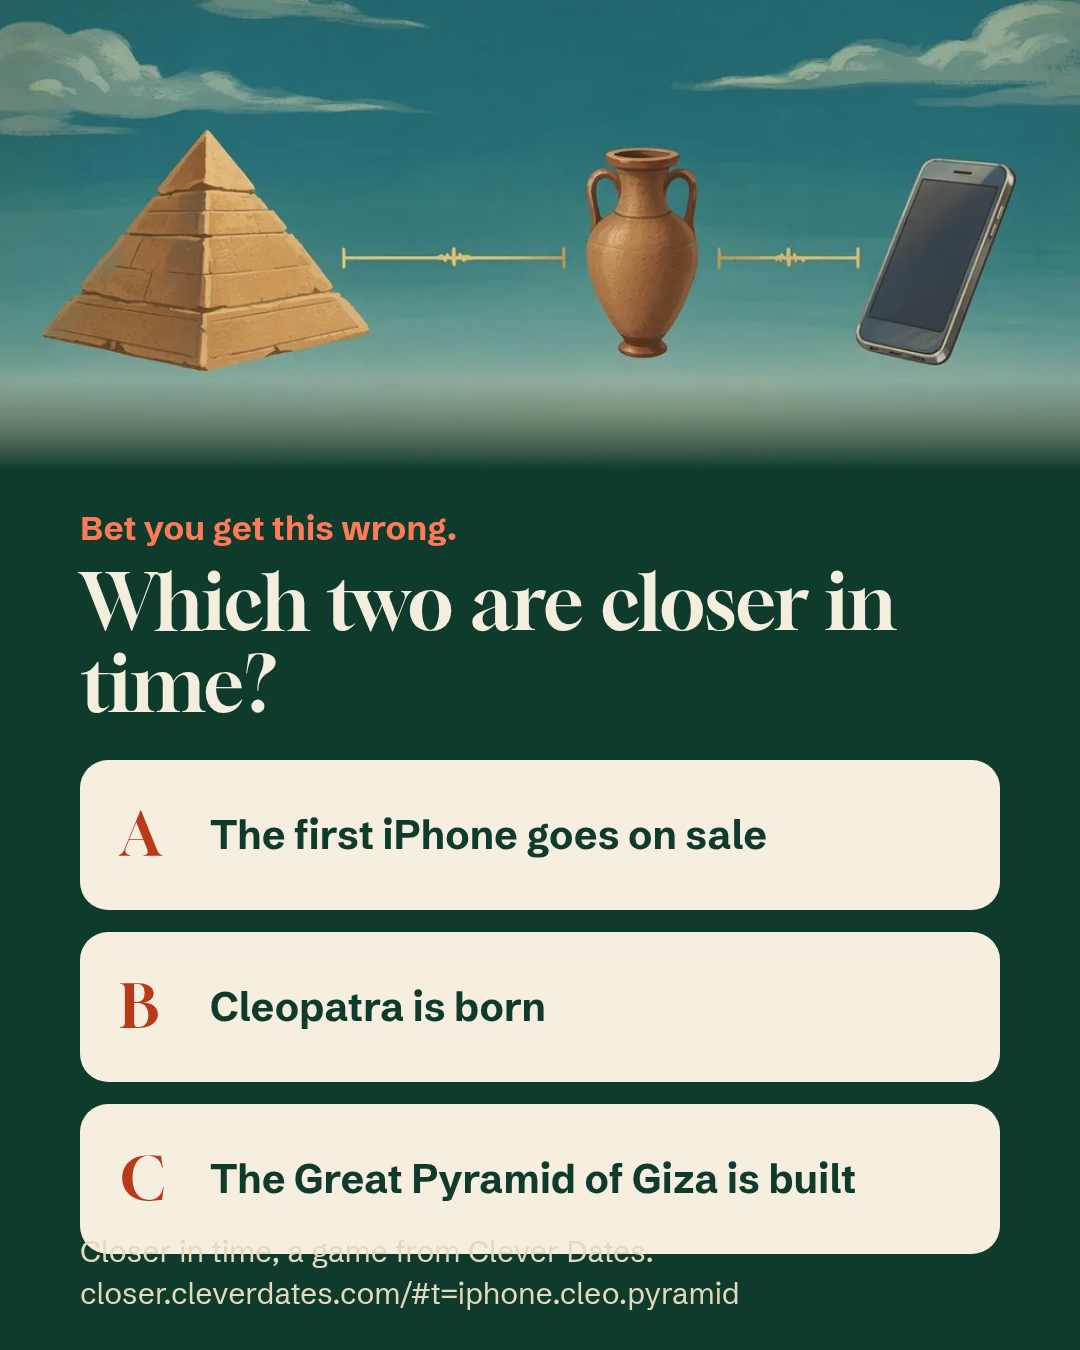 Bet you get this wrong.
Which two are closer in
time?
A The first iPhone goes on sale
B Cleopatra is born
C The Great Pyramid of Giza is built
Closer in time, a game from Clever Dates.
closer.cleverdates.com/#t=iphone.cleo.pyramid